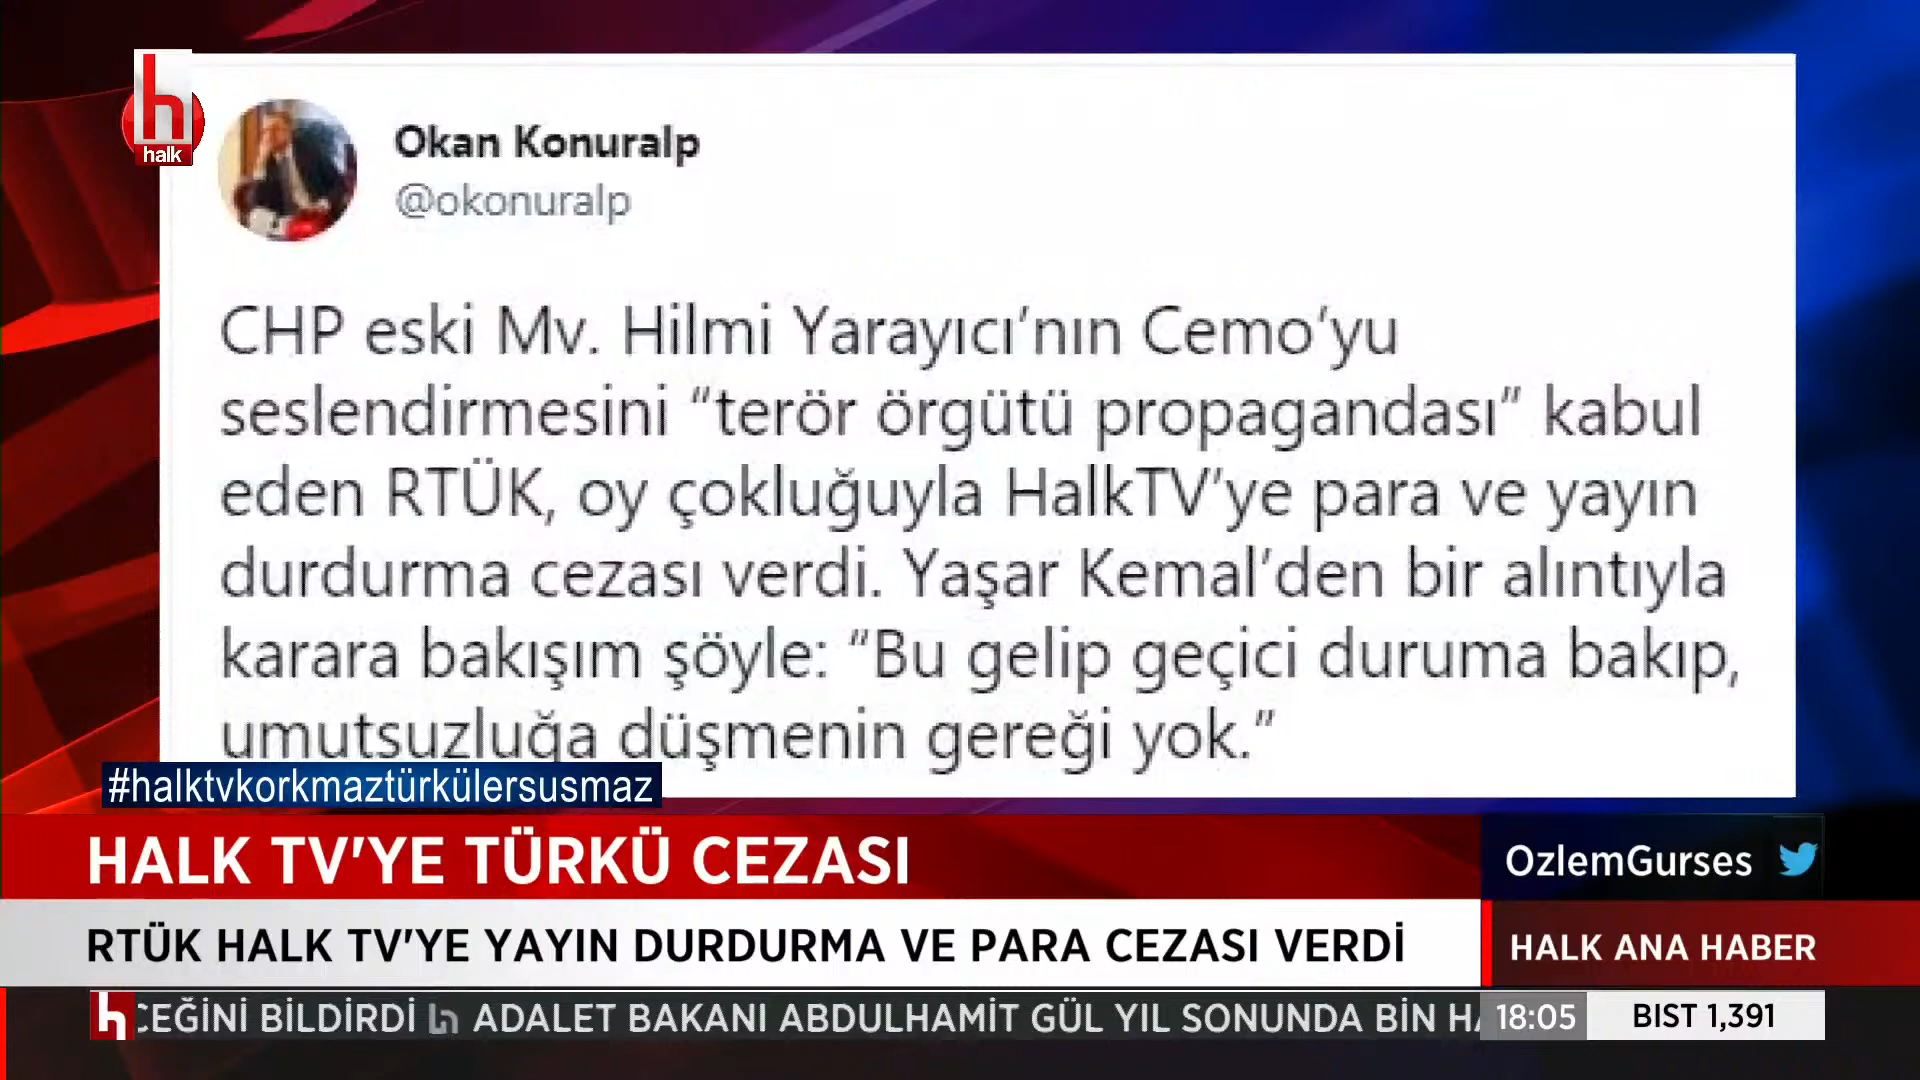 h
halk
Okan Konuralp
@okonuralp
CHP eski Mv. Hilmi Yarayıcı’nın Cemo’yu
seslendirmesini “terör örgütü propagandası” kabul
eden RTÜK, oy çokluğuyla HalkTV’ye para ve yayın
durdurma cezası verdi. Yaşar Kemal’den bir alıntıyla
karara bakışım şöyle: “Bu gelip geçici duruma bakıp,
umutsuzluğa düşmenin gereği yok.”
#halktvkorkmaztürkülersusmaz
HALK TV'YE TÜRKÜ CEZASI
OzlemGurses
RTÜK HALK TV'YE YAYIN DURDURMA VE PARA CEZASI VERDİ
HALK ANA HABER
h CEĞİNİ BİLDİRDİ h ADALET BAKANI ABDULHAMİT GÜL YIL SONUNDA BİN HA 18:05 BIST 1,391